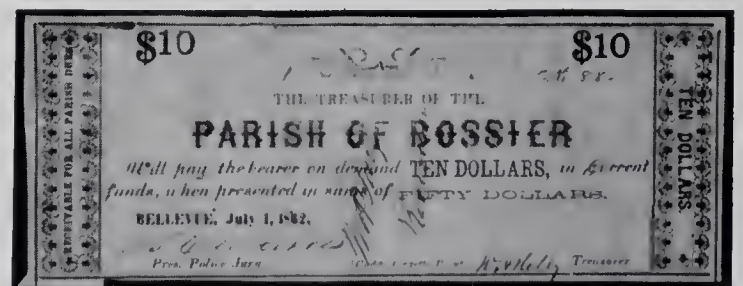 $10 $10
THE TREASURER OF THE
PARISH OF BOSSIER
Will pay the bearer on demand TEN DOLLARS, in Current
funds, when presented in sums of FIFTY DOLLARS.
BELLEVUE, July 1, 1862.
Pres. Police Jury Treasurer
RECEIVABLE FOR ALL PARISH DUES
TEN DOLLARS.